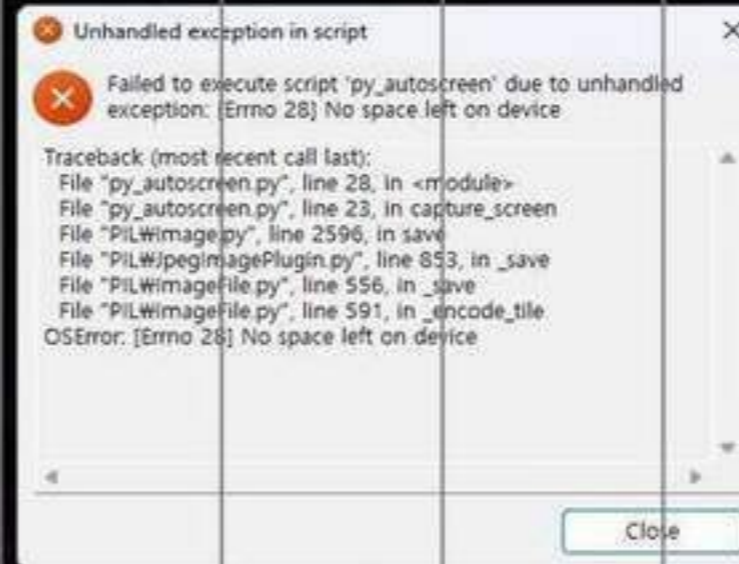 Unhandled exception in script
Failed to execute script 'py_autoscreen' due to unhandled
exception: [Errno 28] No space left on device
Traceback (most recent call last):
File "py_autoscreen.py", line 28, in <module>
File "py_autoscreen.py", line 23, in capture_screen
File "PIL₩Image.py", line 2596, in save
File "PIL₩JpegImagePlugin.py", line 853, in _save
File "PIL₩ImageFile.py", line 556, in _save
File "PIL₩ImageFile.py", line 591, in _encode_tile
OSError: [Errno 28] No space left on device
Close